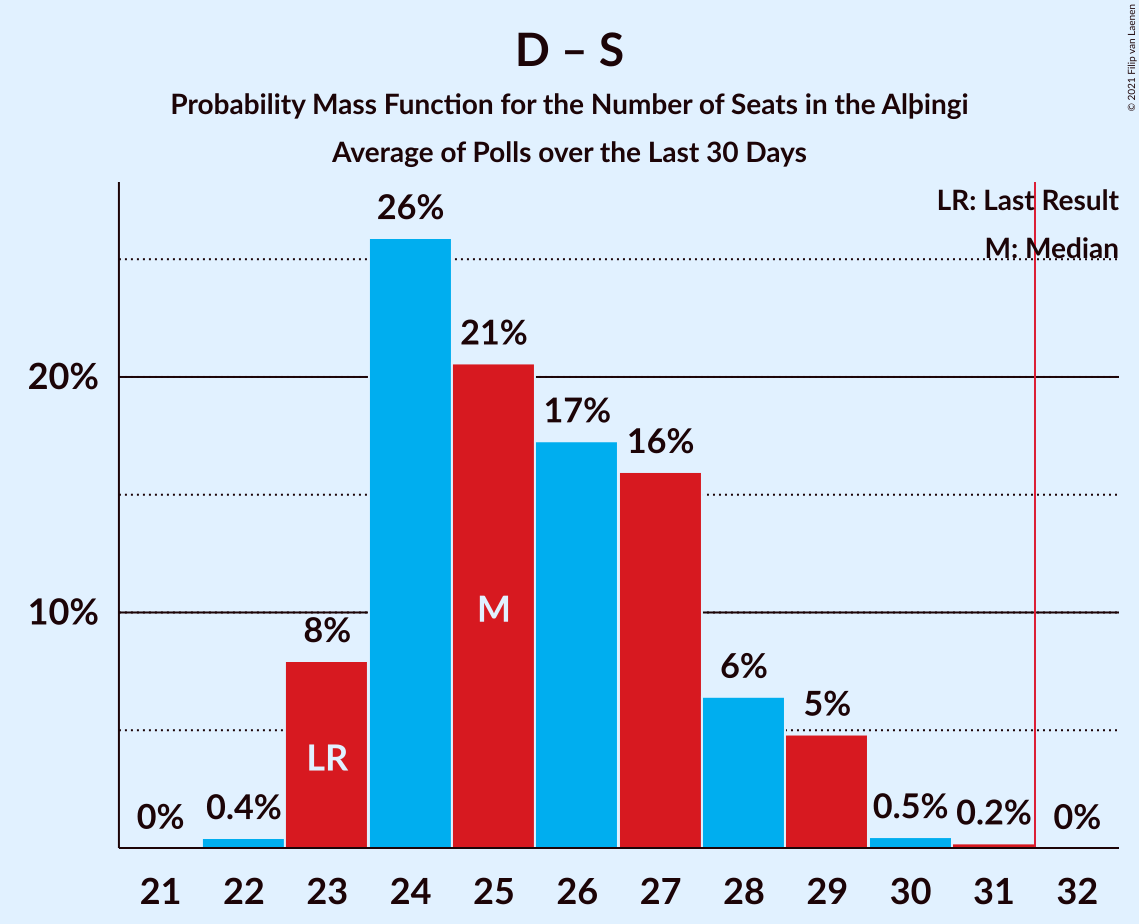 D – S
Probability Mass Function for the Number of Seats in the Alþingi
Average of Polls over the Last 30 Days
© 2021 Filip van Laenen
LR: Last Result
M: Median
26%
21%
20%
17%
16%
10%
8%
6%
5%
M
LR
0%
0.4%
0.5%
0.2%
0%
21 22 23 24 25 26 27 28 29 30 31 32